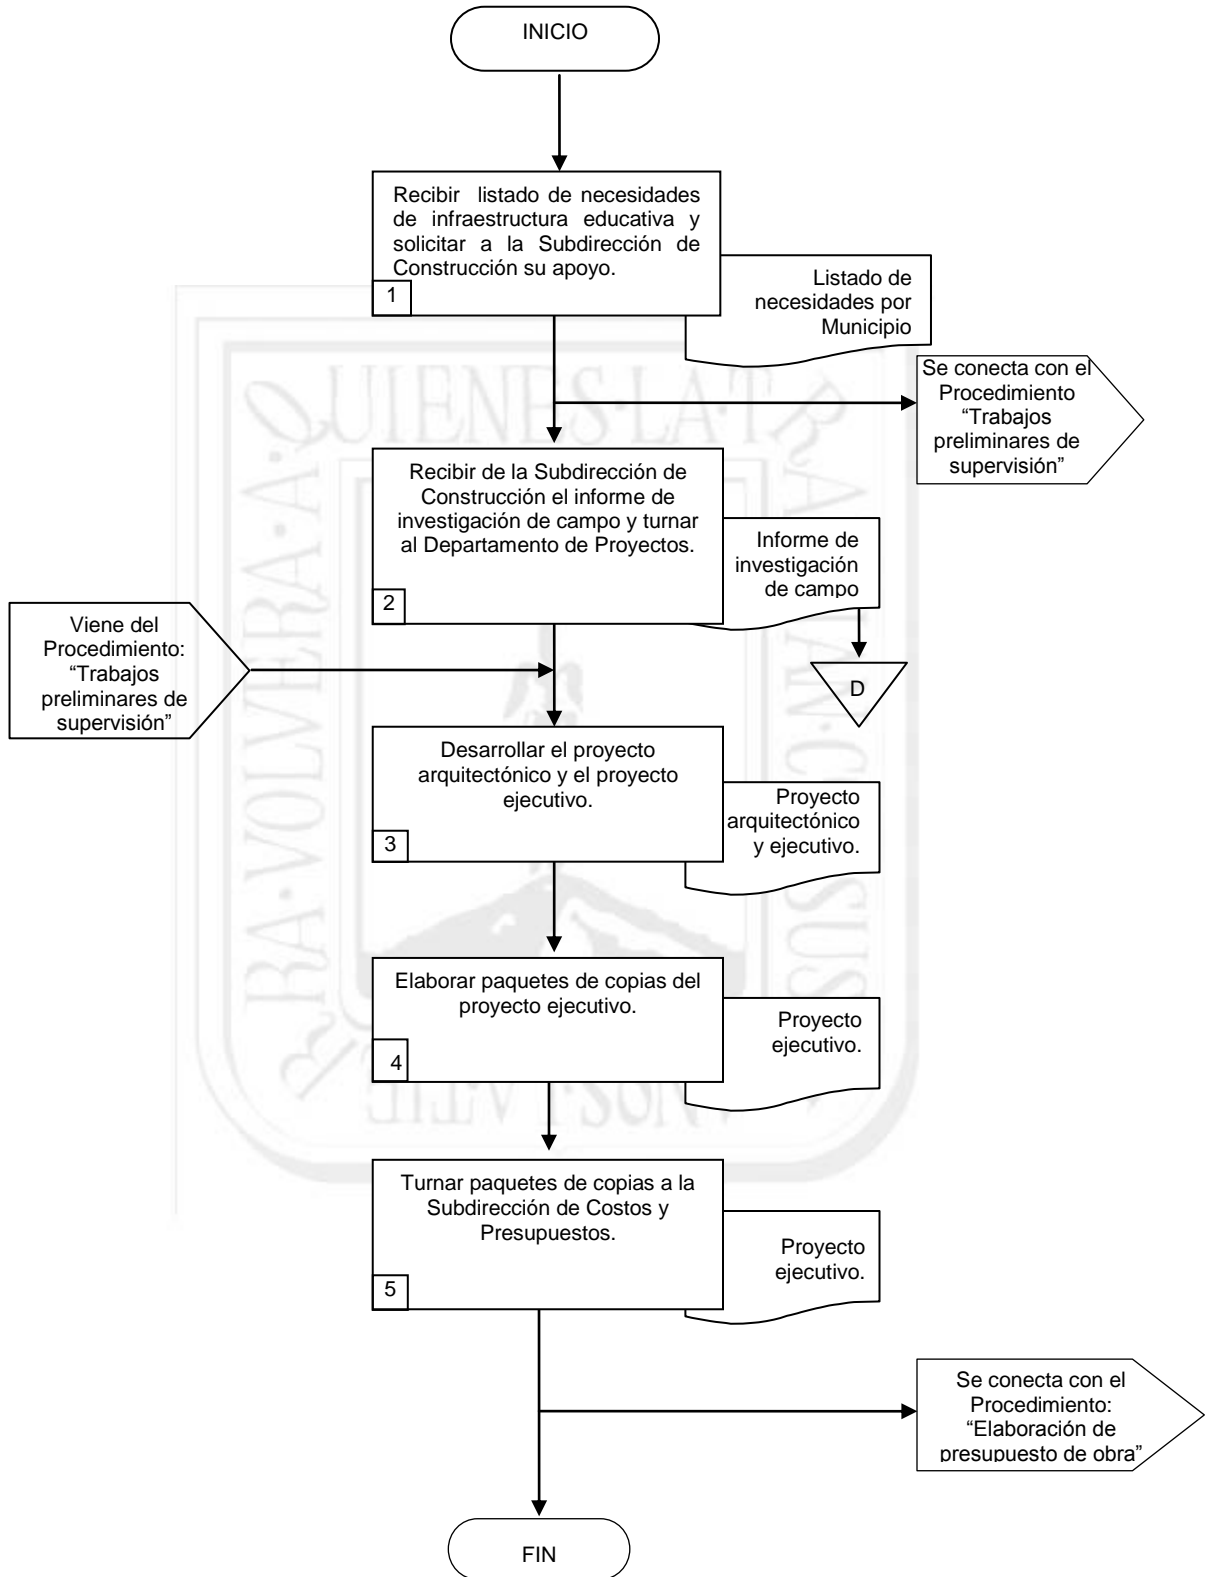 INICIO
Recibir listado de necesidades
de infraestructura educativa y
solicitar a la Subdirección de
Construcción su apoyo.
1
Listado de
necesidades por
Municipio
Se conecta con el
Procedimiento
“Trabajos
preliminares de
supervisión”
Recibir de la Subdirección de
Construcción el informe de
investigación de campo y turnar
al Departamento de Proyectos.
2
Informe de
investigación
de campo
D
Viene del
Procedimiento:
“Trabajos
preliminares de
supervisión”
Desarrollar el proyecto
arquitectónico y el proyecto
ejecutivo.
3
Proyecto
arquitectónico
y ejecutivo.
Elaborar paquetes de copias del
proyecto ejecutivo.
4
Proyecto
ejecutivo.
Turnar paquetes de copias a la
Subdirección de Costos y
Presupuestos.
5
Proyecto
ejecutivo.
Se conecta con el
Procedimiento:
“Elaboración de
presupuesto de obra”
FIN